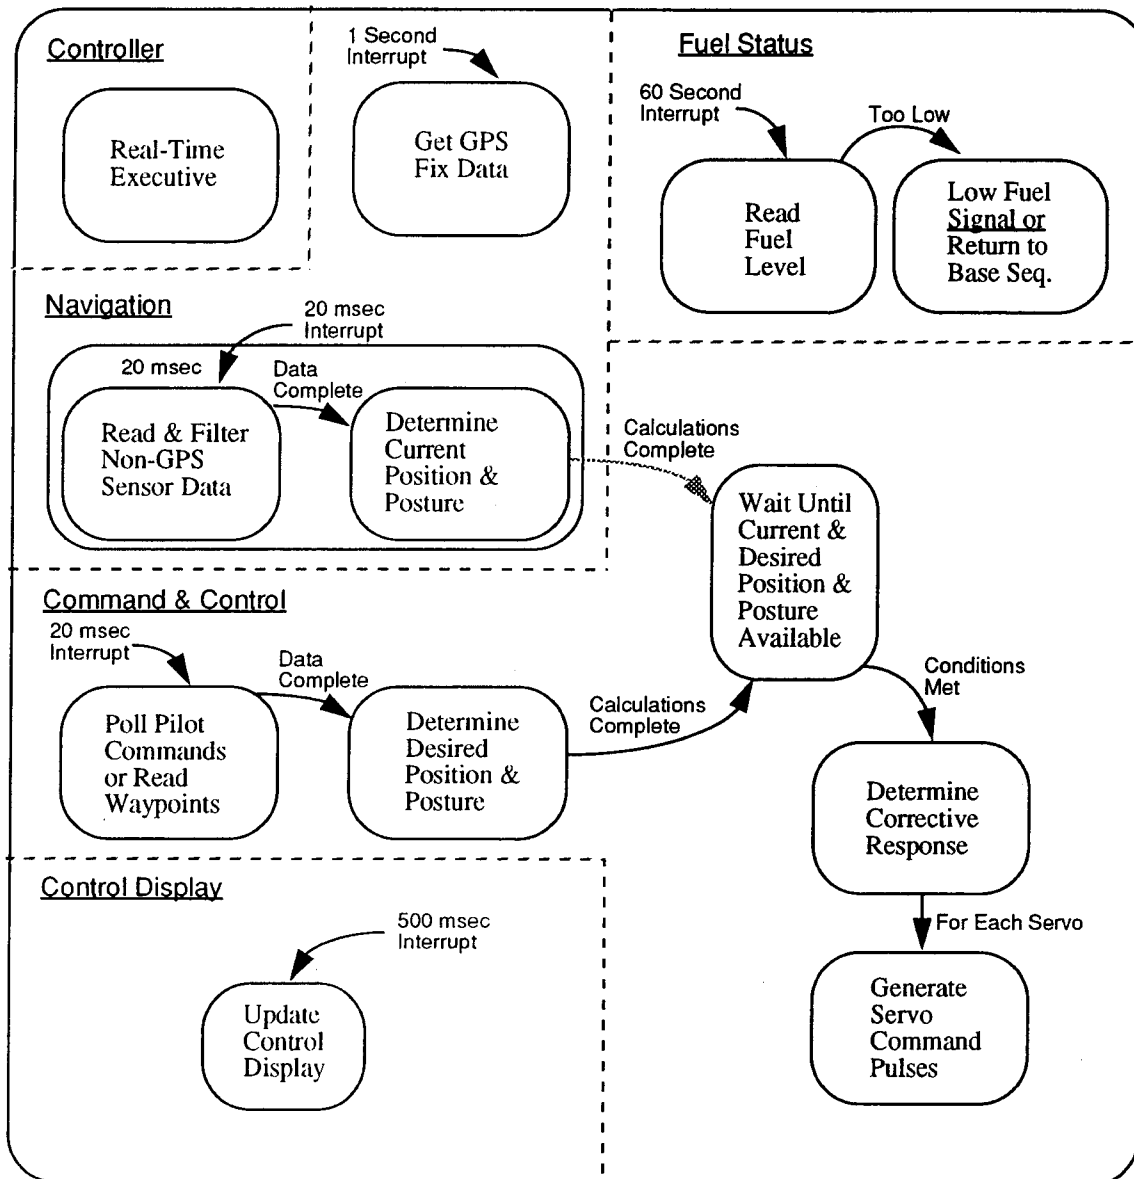 Controller
Real-Time
Executive
1 Second
Interrupt
Get GPS
Fix Data
Fuel Status
60 Second
Interrupt
Too Low
Read
Fuel
Level
Low Fuel
Signal or
Return to
Base Seq.
Navigation
20 msec
Interrupt
20 msec
Data
Complete
Read & Filter
Non-GPS
Sensor Data
Determine
Current
Position &
Posture
Calculations
Complete
Wait Until
Current &
Desired
Position &
Posture
Available
Command & Control
20 msec
Interrupt
Data
Complete
Poll Pilot
Commands
or Read
Waypoints
Determine
Desired
Position &
Posture
Calculations
Complete
Conditions
Met
Determine
Corrective
Response
For Each Servo
Generate
Servo
Command
Pulses
Control Display
500 msec
Interrupt
Update
Control
Display